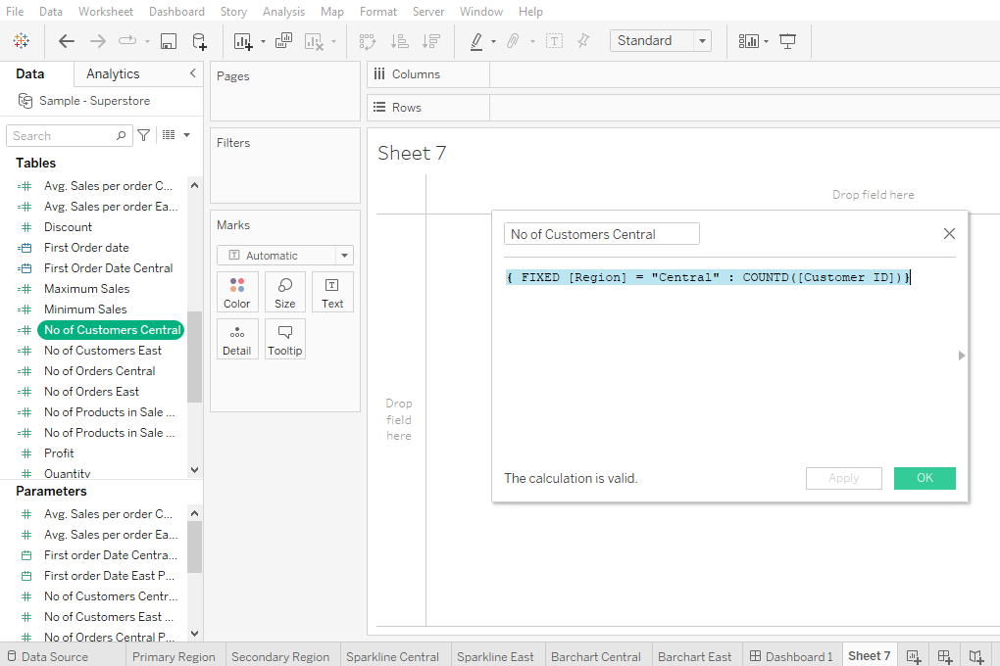 File Data Worksheet Dashboard Story Analysis Map Format Server Window Help
Standard
Data Analytics
Sample - Superstore
Search
Tables
Avg. Sales per order C...
Avg. Sales per order Ea...
Discount
First Order date
First Order Date Central
Maximum Sales
Minimum Sales
No of Customers Central
No of Customers East
No of Orders Central
No of Orders East
No of Products in Sale ...
No of Products in Sale ...
Profit
Quantity
Parameters
Avg. Sales per order C...
Avg. Sales per order Ea...
First order Date Centra...
First order Date East P...
No of Customers Centr...
No of Customers East ...
No of Orders Central P...
Pages
Filters
Marks
Automatic
Color Size Text
Detail Tooltip
Columns
Rows
Sheet 7
Drop field here
Drop
field
here
No of Customers Central
{ FIXED [Region] = "Central" : COUNTD([Customer ID])}
The calculation is valid.
Apply OK
Data Source Primary Region Secondary Region Sparkline Central Sparkline East Barchart Central Barchart East Dashboard 1 Sheet 7